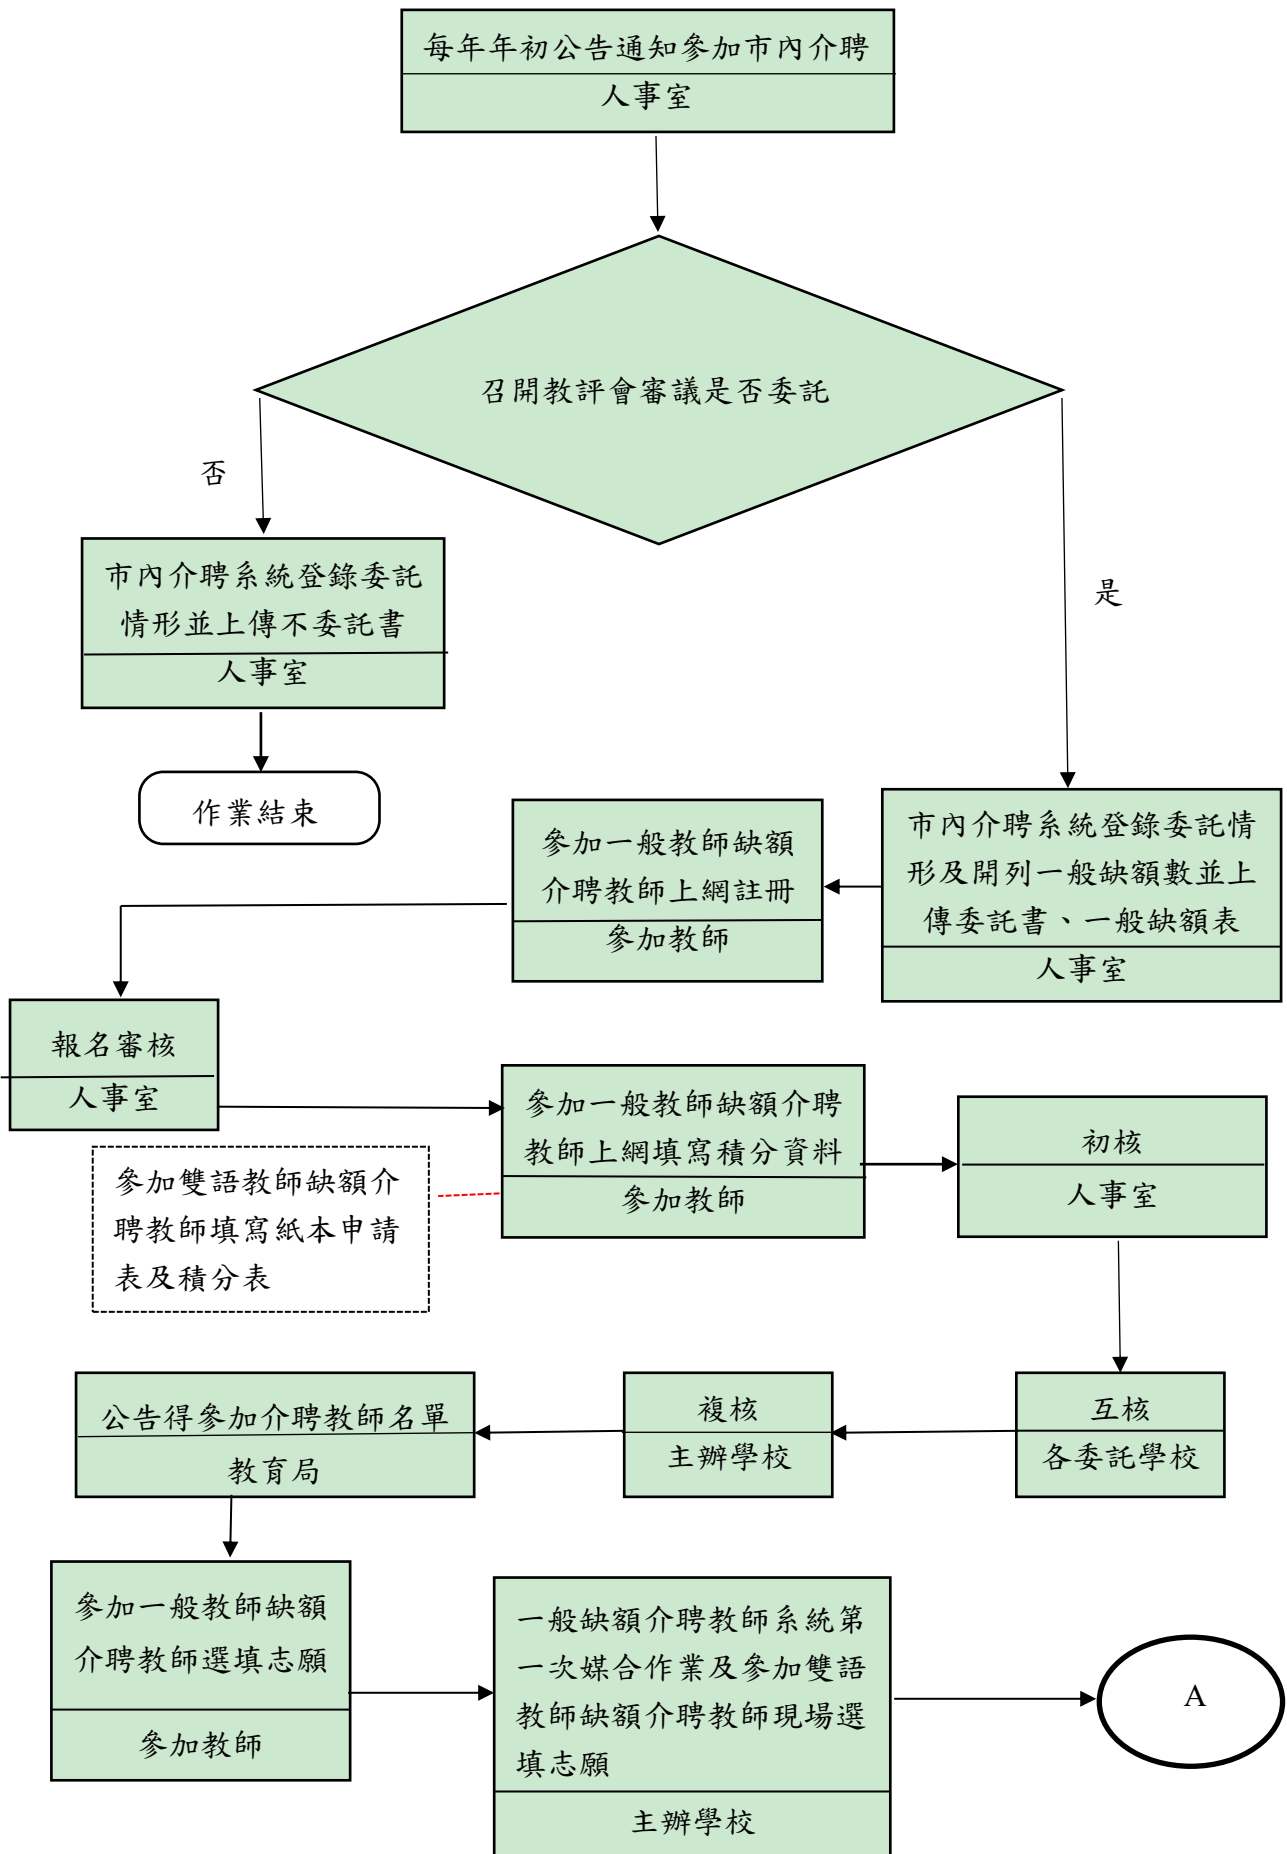 每年年初公告通知參加市內介聘
人事室
召開教評會審議是否委託
否
是
市內介聘系統登錄委託
情形並上傳不委託書
人事室
作業結束
市內介聘系統登錄委託情
形及開列一般缺額數並上
傳委託書、一般缺額表
人事室
參加一般教師缺額
介聘教師上網註冊
參加教師
報名審核
人事室
參加一般教師缺額介聘
教師上網填寫積分資料
參加教師
參加雙語教師缺額介
聘教師填寫紙本申請
表及積分表
初核
人事室
互核
各委託學校
複核
主辦學校
公告得參加介聘教師名單
教育局
參加一般教師缺額
介聘教師選填志願
參加教師
一般缺額介聘教師系統第
一次媒合作業及參加雙語
教師缺額介聘教師現場選
填志願
主辦學校
A